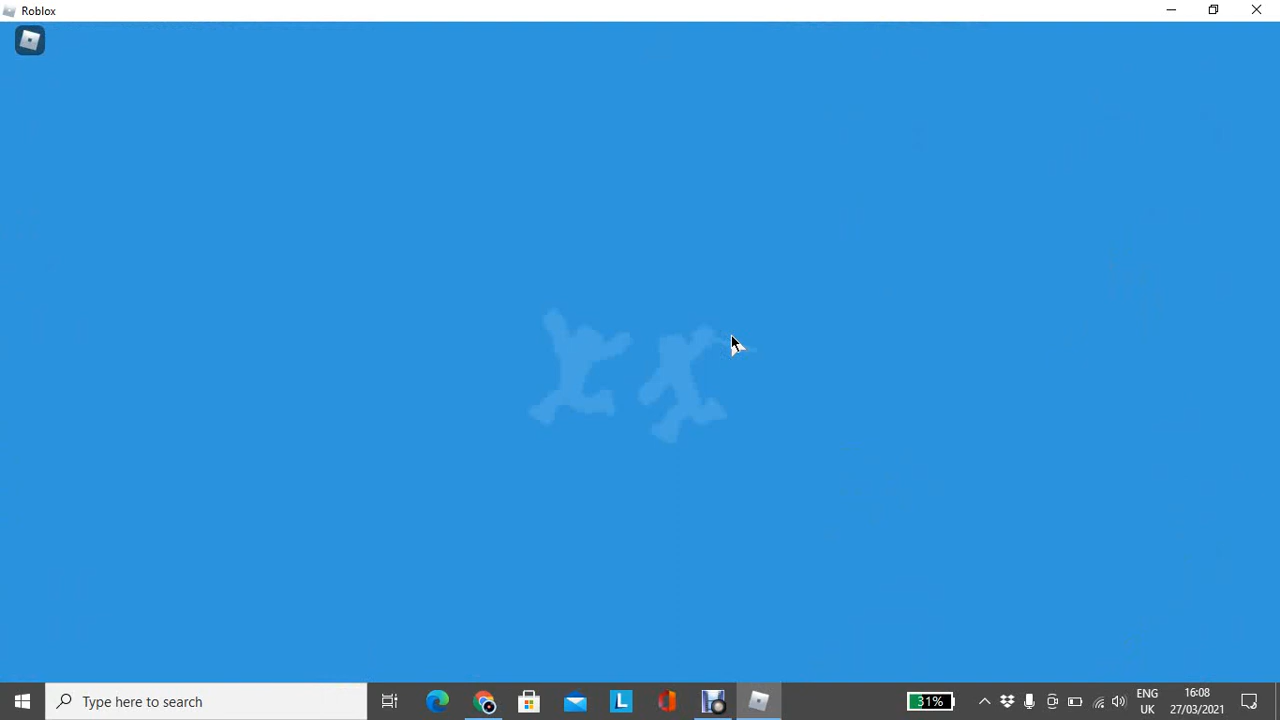 Roblox
Type here to search
L
31%
ENG
UK
16:08
27/03/2021